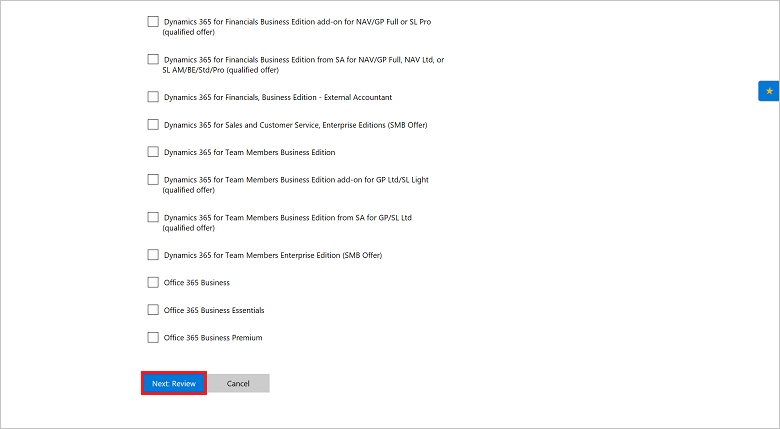 Dynamics 365 for Financials Business Edition add-on for NAV/GP Full or SL Pro
(qualified offer)
Dynamics 365 for Financials Business Edition from SA for NAV/GP Full, NAV Ltd, or
SL AM/BE/Std/Pro (qualified offer)
Dynamics 365 for Financials, Business Edition - External Accountant
Dynamics 365 for Sales and Customer Service, Enterprise Editions (SMB Offer)
Dynamics 365 for Team Members Business Edition
Dynamics 365 for Team Members Business Edition add-on for GP Ltd/SL Light
(qualified offer)
Dynamics 365 for Team Members Business Edition from SA for GP/SL Ltd
(qualified offer)
Dynamics 365 for Team Members Enterprise Edition (SMB Offer)
Office 365 Business
Office 365 Business Essentials
Office 365 Business Premium
Next: Review Cancel